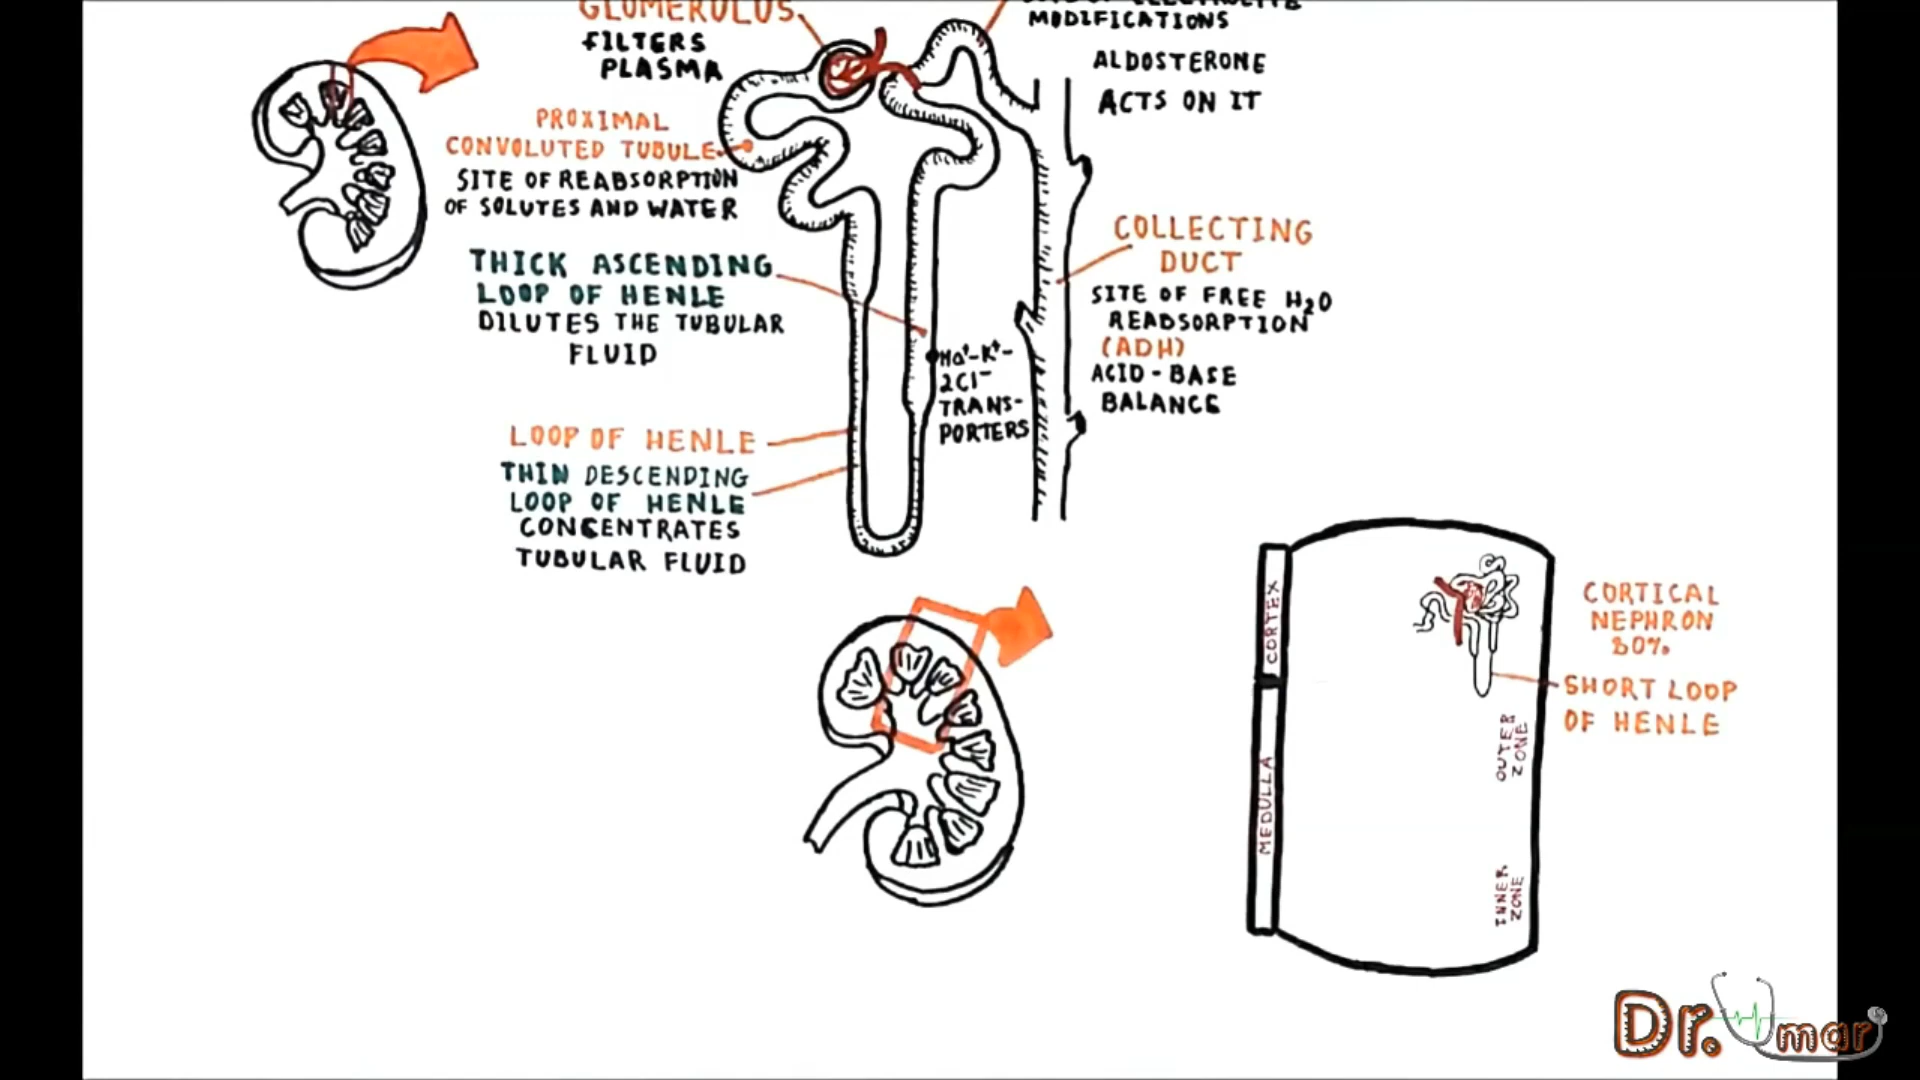 GLOMERULUS
FILTERS
PLASMA
MODIFICATIONS
ALDOSTERONE
ACTS ON IT
PROXIMAL
CONVOLUTED TUBULE
SITE OF REABSORPTION
OF SOLUTES AND WATER
THICK ASCENDING
LOOP OF HENLE
DILUTES THE TUBULAR
FLUID
Na⁺-K⁺-
2Cl⁻
TRANS-
PORTERS
COLLECTING
DUCT
SITE OF FREE H₂O
REABSORPTION
(ADH)
ACID-BASE
BALANCE
LOOP OF HENLE
THIN DESCENDING
LOOP OF HENLE
CONCENTRATES
TUBULAR FLUID
CORTEX
MEDULLA
CORTICAL
NEPHRON
80%
SHORT LOOP
OF HENLE
OUTER
ZONE
INNER
ZONE
Dr. Umar